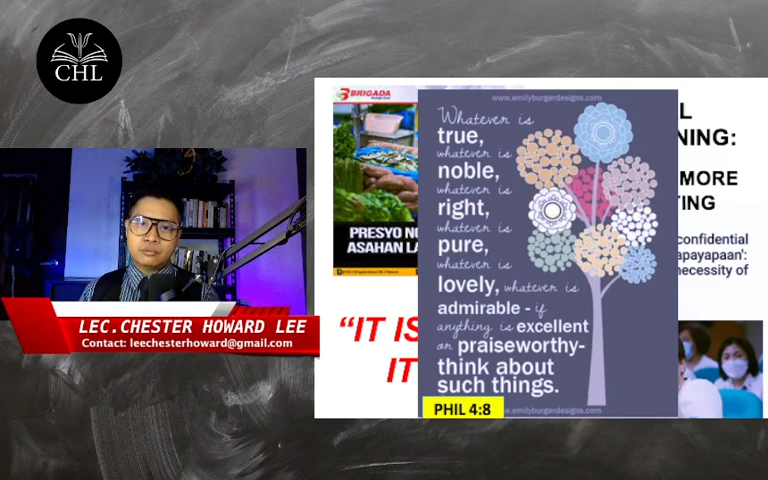 CHL
LEC.CHESTER HOWARD LEE
Contact: leechesterhoward@gmail.com
BRIGADA
PRESYO
ASAHAN
"IT IS
IT
www.emilyburgerdesigns.com
Whatever is
true,
whatever is
noble,
whatever is
right,
whatever is
pure,
whatever is
lovely, whatever is
admirable - if
anything is excellent
or praiseworthy-
think about
such things.
PHIL 4:8
www.emilyburgerdesigns.com
L
NING:
MORE
TING
confidential
apayapaan':
necessity of